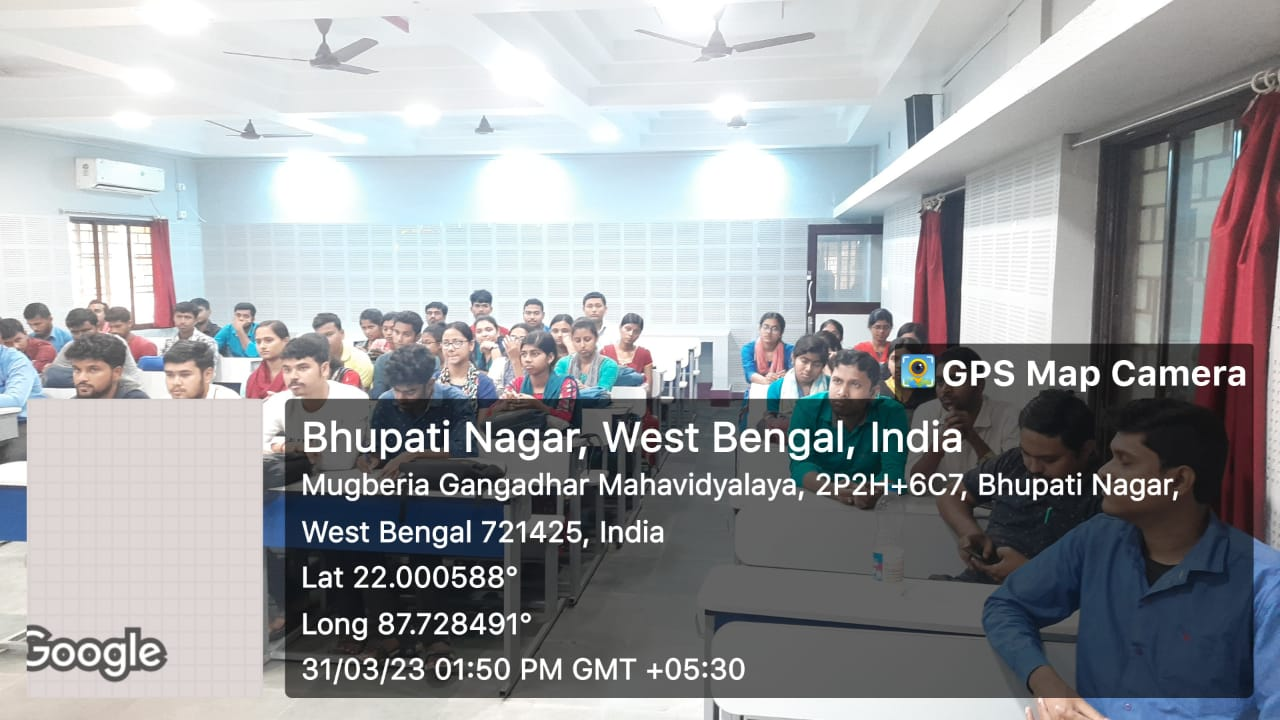 GPS Map Camera
Bhupati Nagar, West Bengal, India
Mugberia Gangadhar Mahavidyalaya, 2P2H+6C7, Bhupati Nagar,
West Bengal 721425, India
Lat 22.000588°
Long 87.728491°
31/03/23 01:50 PM GMT +05:30
Google